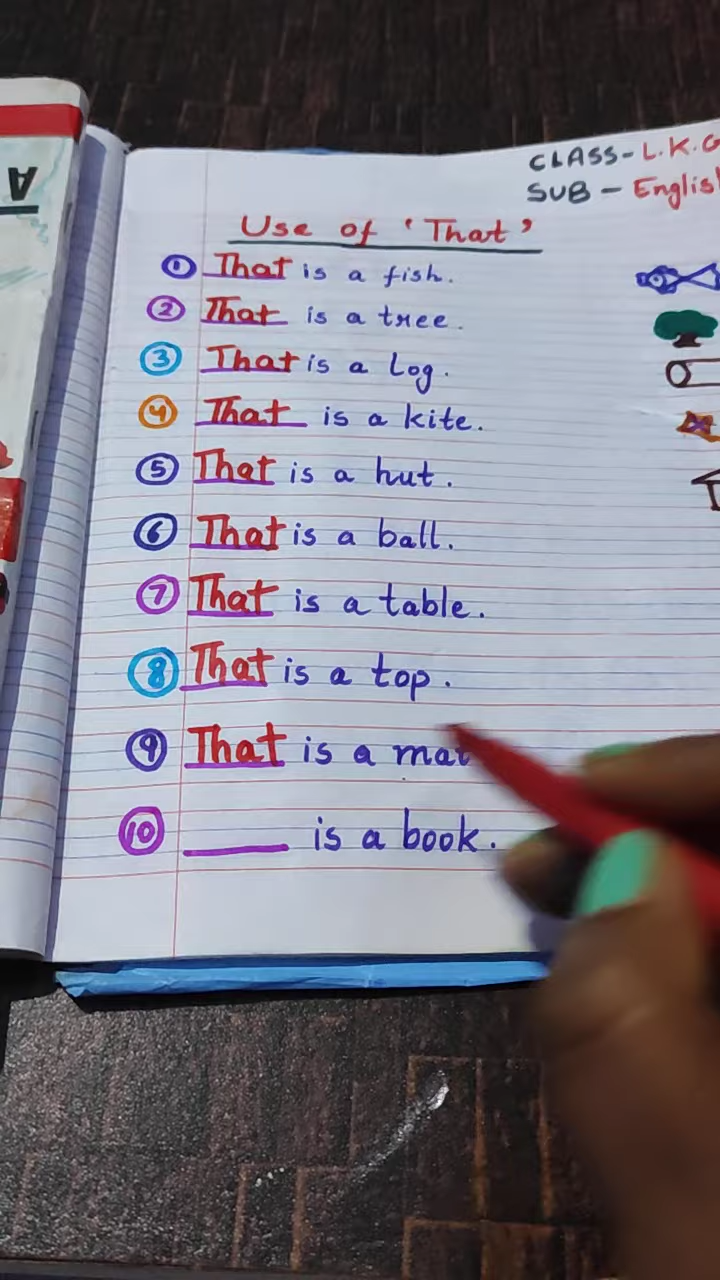 CLASS - L.K.G
SUB - English
Use of 'That'
① That is a fish.
② That is a tree.
③ That is a Log.
④ That is a kite.
⑤ That is a hut.
⑥ That is a ball.
⑦ That is a table.
⑧ That is a top.
⑨ That is a mat
⑩ ______ is a book.
A